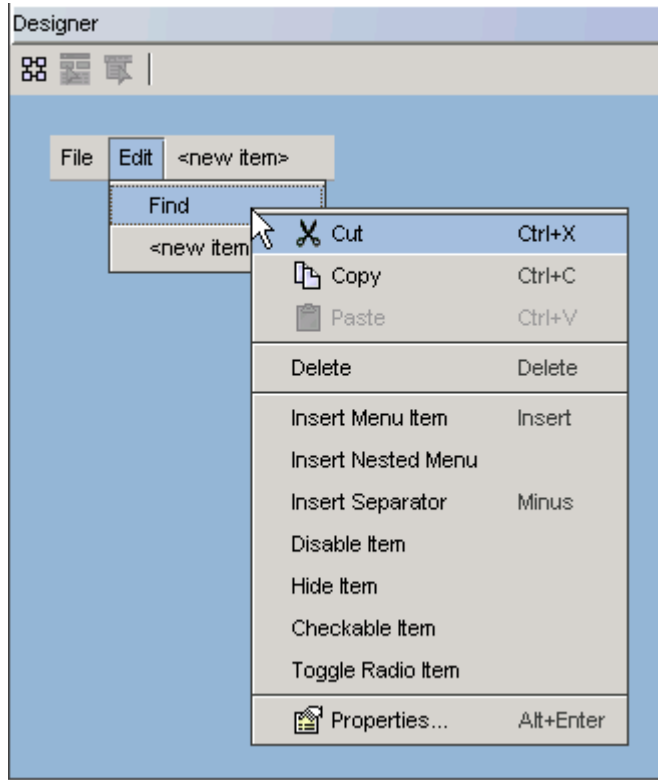 Designer
File Edit <new item>
Find
<new item
Cut Ctrl+X
Copy Ctrl+C
Paste Ctrl+V
Delete Delete
Insert Menu Item Insert
Insert Nested Menu
Insert Separator Minus
Disable Item
Hide Item
Checkable Item
Toggle Radio Item
Properties... Alt+Enter